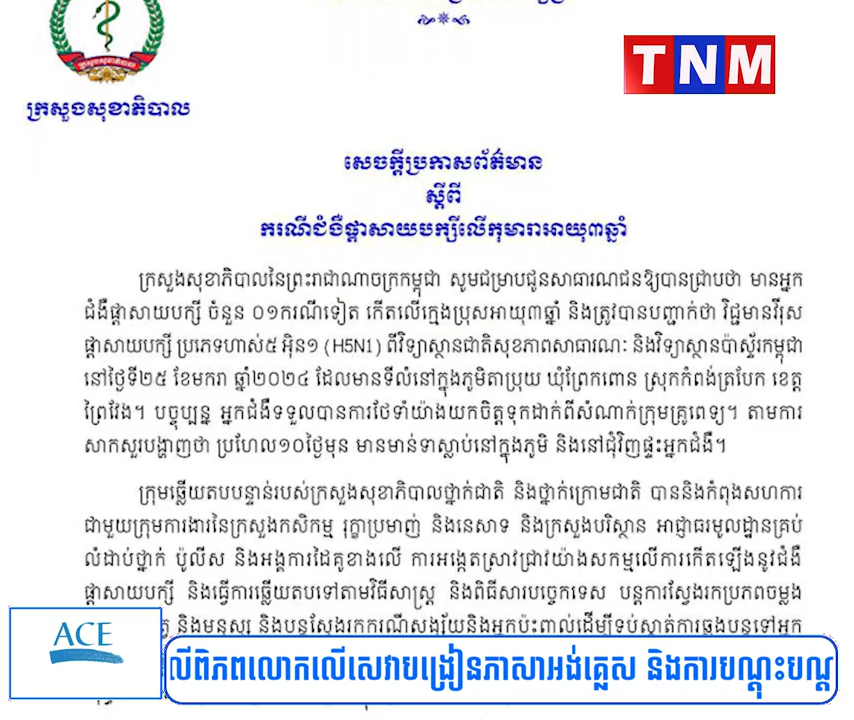 TNM
ក្រសួងសុខាភិបាល
សេចក្តីប្រកាសព័ត៌មាន
ស្តីពី
ករណីជំងឺផ្តាសាយបក្សីលើកុមារាអាយុ៣ឆ្នាំ
ក្រសួងសុខាភិបាលនៃព្រះរាជាណាចក្រកម្ពុជា សូមជម្រាបជូនសាធារណជនឱ្យបានជ្រាបថា មានអ្នក
ជំងឺផ្តាសាយបក្សី ចំនួន ០១ករណីទៀត កើតលើក្មេងប្រុសអាយុ៣ឆ្នាំ និងត្រូវបានបញ្ជាក់ថា វិជ្ជមានវីរុស
ផ្តាសាយបក្សី ប្រភេទហាស់៥ អ៊ិន១ (H5N1) ពីវិទ្យាស្ថានជាតិសុខភាពសាធារណៈ និងវិទ្យាស្ថានប៉ាស្ទ័រកម្ពុជា
នៅថ្ងៃទី២៥ ខែមករា ឆ្នាំ២០២៤ ដែលមានទីលំនៅក្នុងភូមិតាប្រុយ ឃុំព្រែកពោន ស្រុកកំពង់ត្របែក ខេត្ត
ព្រៃវែង។ បច្ចុប្បន្ន អ្នកជំងឺទទួលបានការថែទាំយ៉ាងយកចិត្តទុកដាក់ពីសំណាក់ក្រុមគ្រូពេទ្យ។ តាមការ
សាកសួរបង្ហាញថា ប្រហែល១០ថ្ងៃមុន មានមាន់ទាស្លាប់នៅក្នុងភូមិ និងនៅជុំវិញផ្ទះអ្នកជំងឺ។
ក្រុមឆ្លើយតបបន្ទាន់របស់ក្រសួងសុខាភិបាលថ្នាក់ជាតិ និងថ្នាក់ក្រោមជាតិ បាននិងកំពុងសហការ
ជាមួយក្រុមការងារនៃក្រសួងកសិកម្ម រុក្ខាប្រមាញ់ និងនេសាទ និងក្រសួងបរិស្ថាន អាជ្ញាធរមូលដ្ឋានគ្រប់
លំដាប់ថ្នាក់ ប៉ូលីស និងអង្គការដៃគូខាងលើ ការអង្កេតស្រាវជ្រាវយ៉ាងសកម្មលើការកើតឡើងនូវជំងឺ
ផ្តាសាយបក្សី និងធ្វើការឆ្លើយតបទៅតាមវិធីសាស្ត្រ និងពិធីសារបច្ចេកទេស បន្តការស្វែងរកប្រភពចម្លង
និងមនុស្ស និងបន្តស្វែងរកករណីសង្ស័យនិងអ្នកប៉ះពាល់ដើម្បីទប់ស្កាត់ការឆ្លងបន្តទៅអ្នក
ACE
លើពិភពលោកលើសេវាបង្រៀនភាសាអង់គ្លេស និងការបណ្តុះបណ្ត